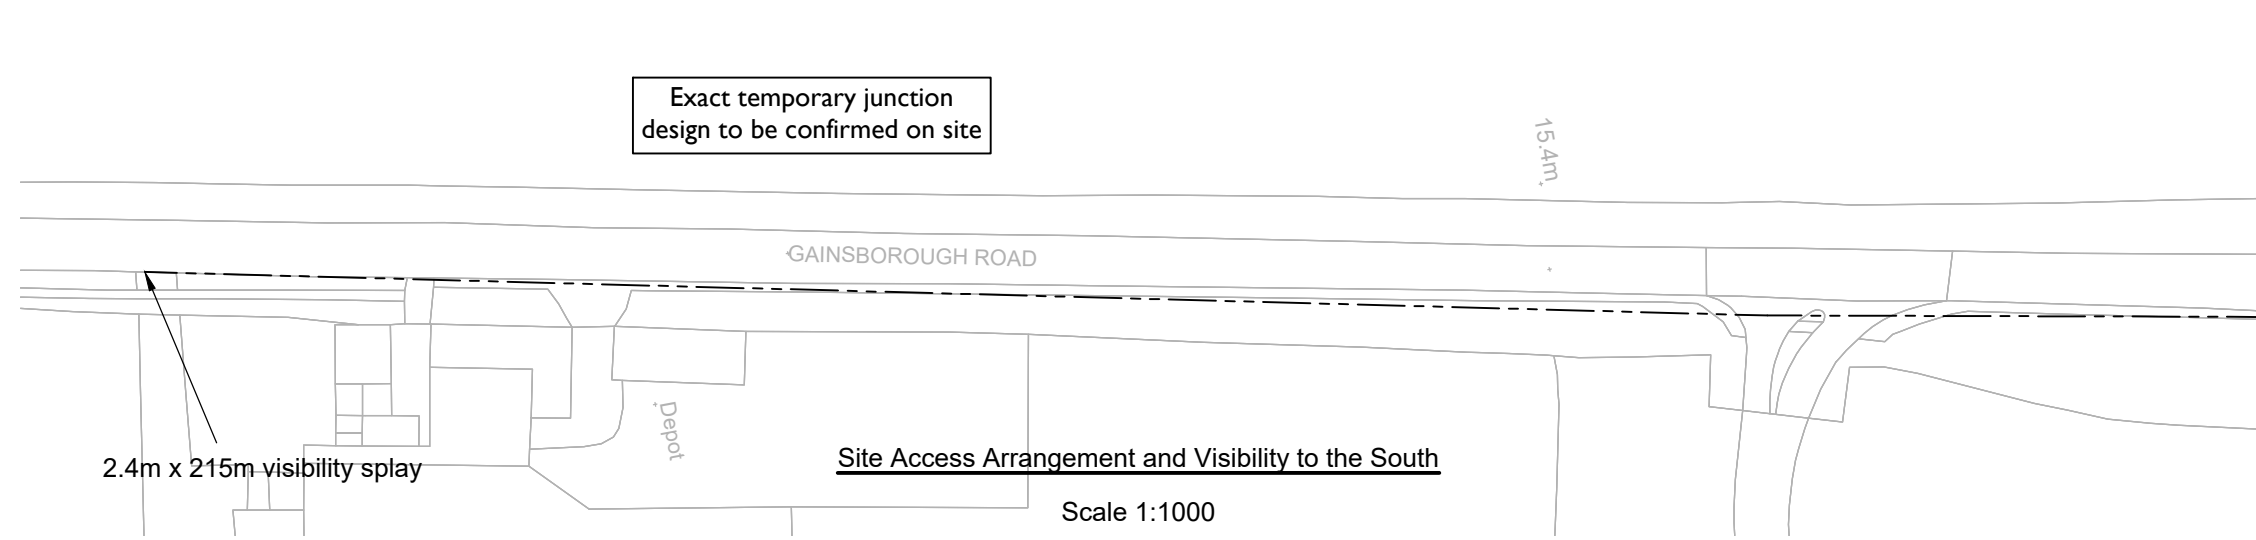 Exact temporary junction
design to be confirmed on site
15.4m
GAINSBOROUGH ROAD
Depot
2.4m x 215m visibility splay
Site Access Arrangement and Visibility to the South
Scale 1:1000